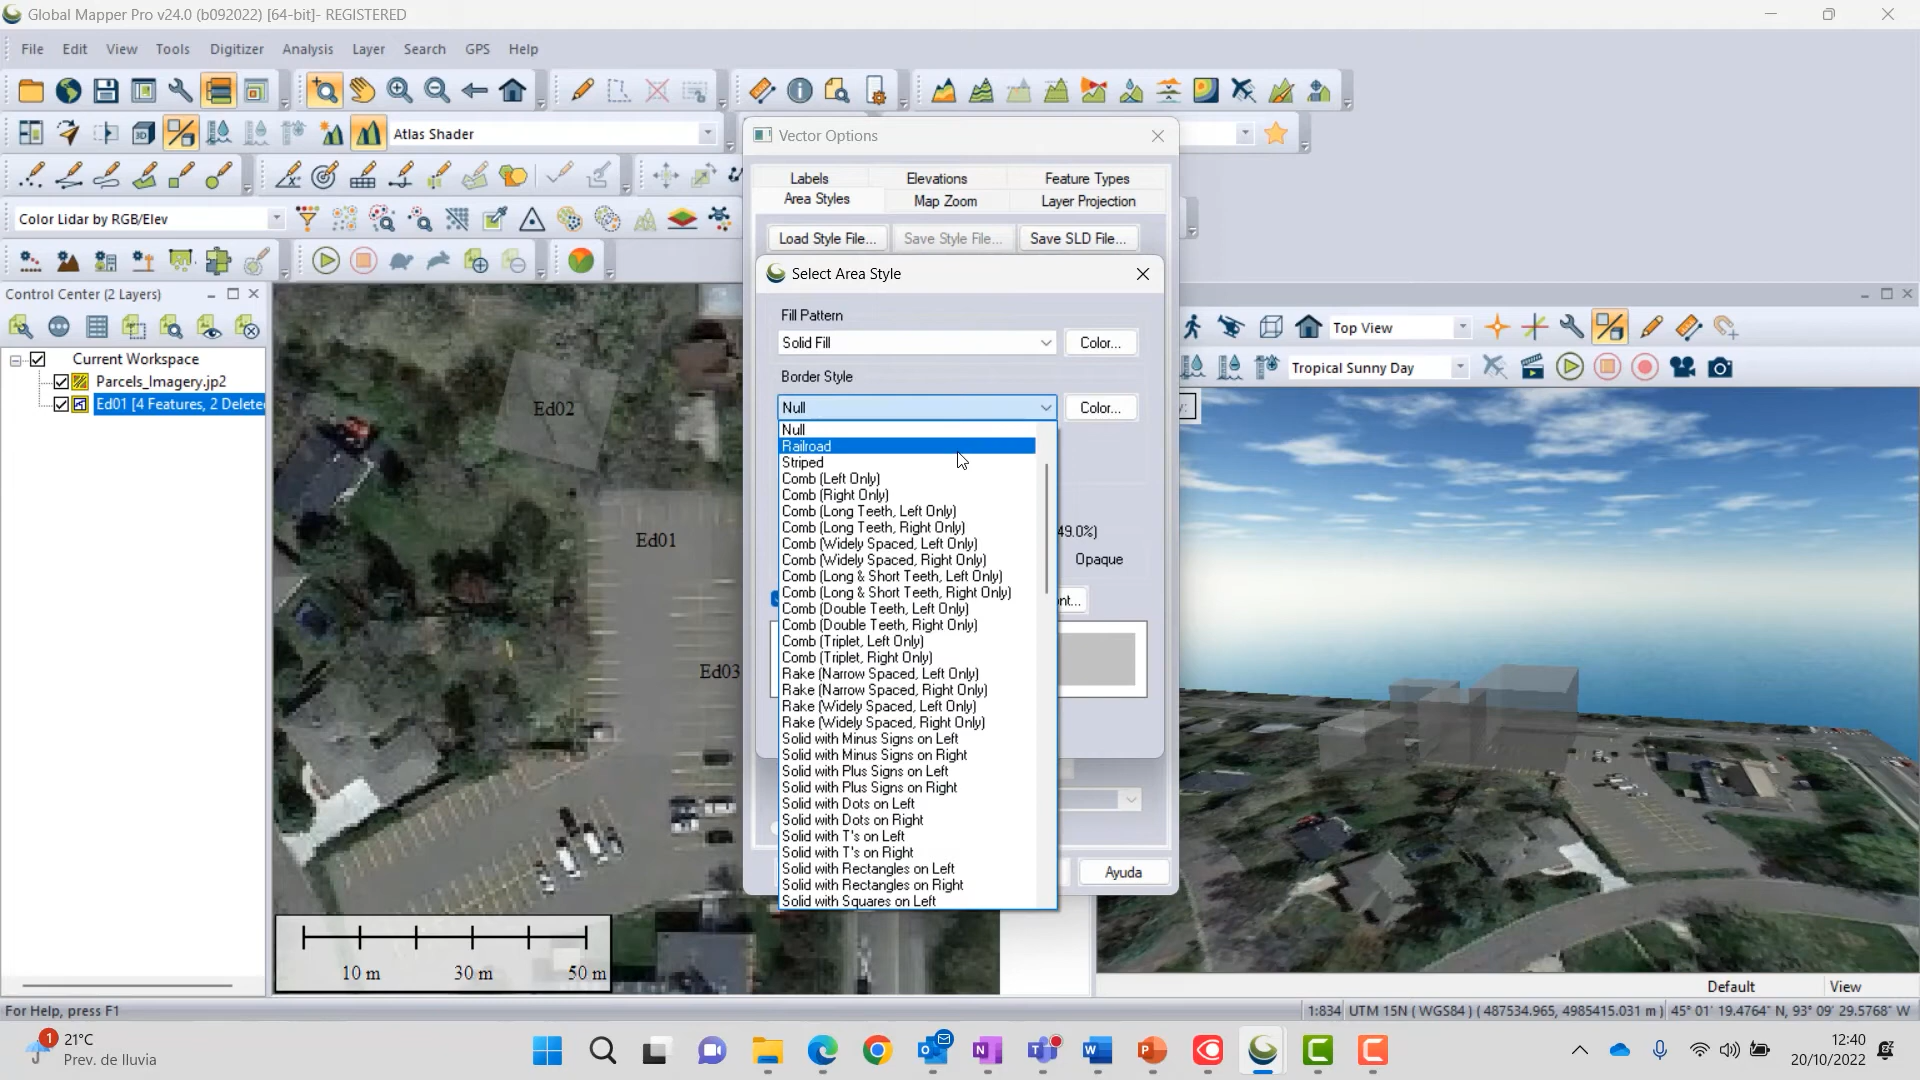 Global Mapper Pro v24.0 (b092022) [64-bit]- REGISTERED
File Edit View Tools Digitizer Analysis Layer Search GPS Help
Atlas Shader
Color Lidar by RGB/Elev
Control Center (2 Layers)
Current Workspace
Parcels_Imagery.jp2
Ed01 [4 Features, 2 Delete
Ed02
Ed01
Ed03
10 m 30 m 50 m
Vector Options
Labels Elevations Feature Types
Area Styles Map Zoom Layer Projection
Load Style File... Save Style File... Save SLD File...
Select Area Style
Fill Pattern
Solid Fill Color...
Border Style
Null Color...
Null
Railroad
Striped
Comb (Left Only)
Comb (Right Only)
Comb (Long Teeth, Left Only)
Comb (Long Teeth, Right Only)
Comb (Widely Spaced, Left Only)
Comb (Widely Spaced, Right Only)
Comb (Long & Short Teeth, Left Only)
Comb (Long & Short Teeth, Right Only)
Comb (Double Teeth, Left Only)
Comb (Double Teeth, Right Only)
Comb (Triplet, Left Only)
Comb (Triplet, Right Only)
Rake (Narrow Spaced, Left Only)
Rake (Narrow Spaced, Right Only)
Rake (Widely Spaced, Left Only)
Rake (Widely Spaced, Right Only)
Solid with Minus Signs on Left
Solid with Minus Signs on Right
Solid with Plus Signs on Left
Solid with Plus Signs on Right
Solid with Dots on Left
Solid with Dots on Right
Solid with T's on Left
Solid with T's on Right
Solid with Rectangles on Left
Solid with Rectangles on Right
Solid with Squares on Left
49.0%)
Opaque
nt...
Ayuda
Top View
Tropical Sunny Day
Default View
For Help, press F1
1:834 UTM 15N ( WGS84 ) ( 487534.965, 4985415.031 m ) 45° 01' 19.4764" N, 93° 09' 29.5768" W
1
21°C
Prev. de lluvia
12:40
20/10/2022